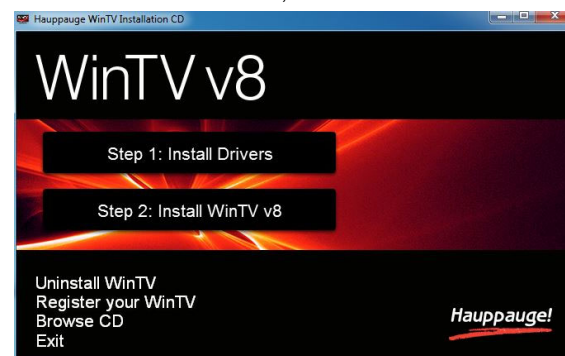 Hauppauge WinTV Installation CD
WinTV v8
Step 1: Install Drivers
Step 2: Install WinTV v8
Uninstall WinTV
Register your WinTV
Browse CD
Exit
Hauppauge!